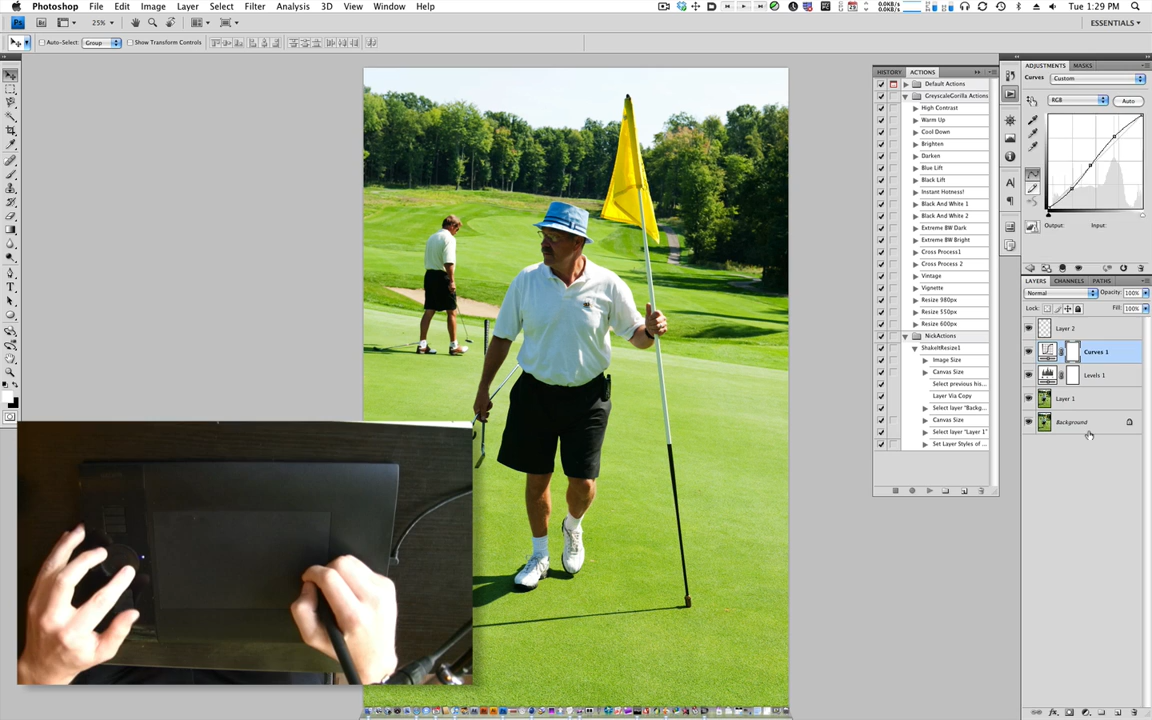 Photoshop File Edit Image Layer Select Filter Analysis 3D View Window Help
Tue 1:29 PM
25%
ESSENTIALS
Auto-Select: Group Show Transform Controls
HISTORY ACTIONS
Default Actions
GreyscaleGorilla Actions
High Contrast
Warm Up
Cool Down
Brighten
Darken
Blue Lift
Black Lift
Instant Hotness!
Black And White 1
Black And White 2
Extreme BW Dark
Extreme BW Bright
Cross Process1
Cross Process 2
Vintage
Vignette
Resize 980px
Resize 550px
Resize 600px
NickActions
ShakeItResize1
Image Size
Canvas Size
Select previous his...
Layer Via Copy
Select layer "Backg...
Canvas Size
Select layer "Layer 1"
Set Layer Styles of ...
ADJUSTMENTS MASKS
Curves Custom
RGB Auto
Output: Input:
LAYERS CHANNELS PATHS
Normal Opacity: 100%
Lock: Fill: 100%
Layer 2
Curves 1
Levels 1
Layer 1
Background